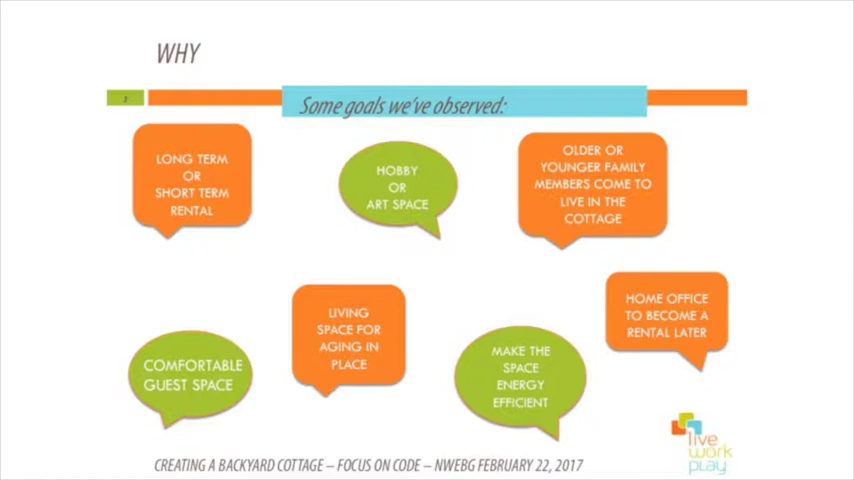 WHY
7
Some goals we've observed:
LONG TERM
OR
SHORT TERM
RENTAL
HOBBY
OR
ART SPACE
OLDER OR
YOUNGER FAMILY
MEMBERS COME TO
LIVE IN THE
COTTAGE
COMFORTABLE
GUEST SPACE
LIVING
SPACE FOR
AGING IN
PLACE
MAKE THE
SPACE
ENERGY
EFFICIENT
HOME OFFICE
TO BECOME A
RENTAL LATER
CREATING A BACKYARD COTTAGE – FOCUS ON CODE – NWEBG FEBRUARY 22, 2017
live
work
play